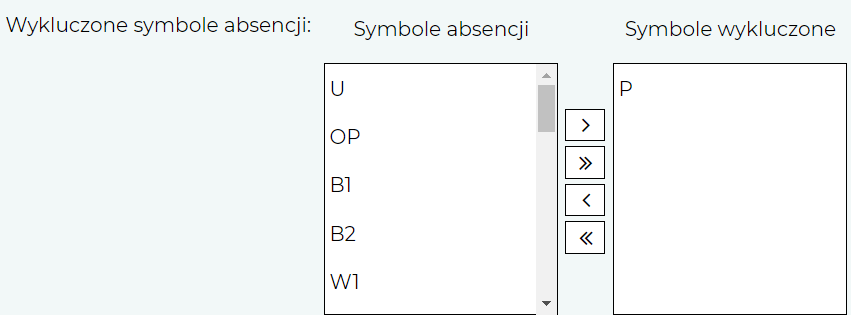 Wykluczone symbole absencji:
Symbole absencji
Symbole wykluczone
U
OP
B1
B2
W1
P